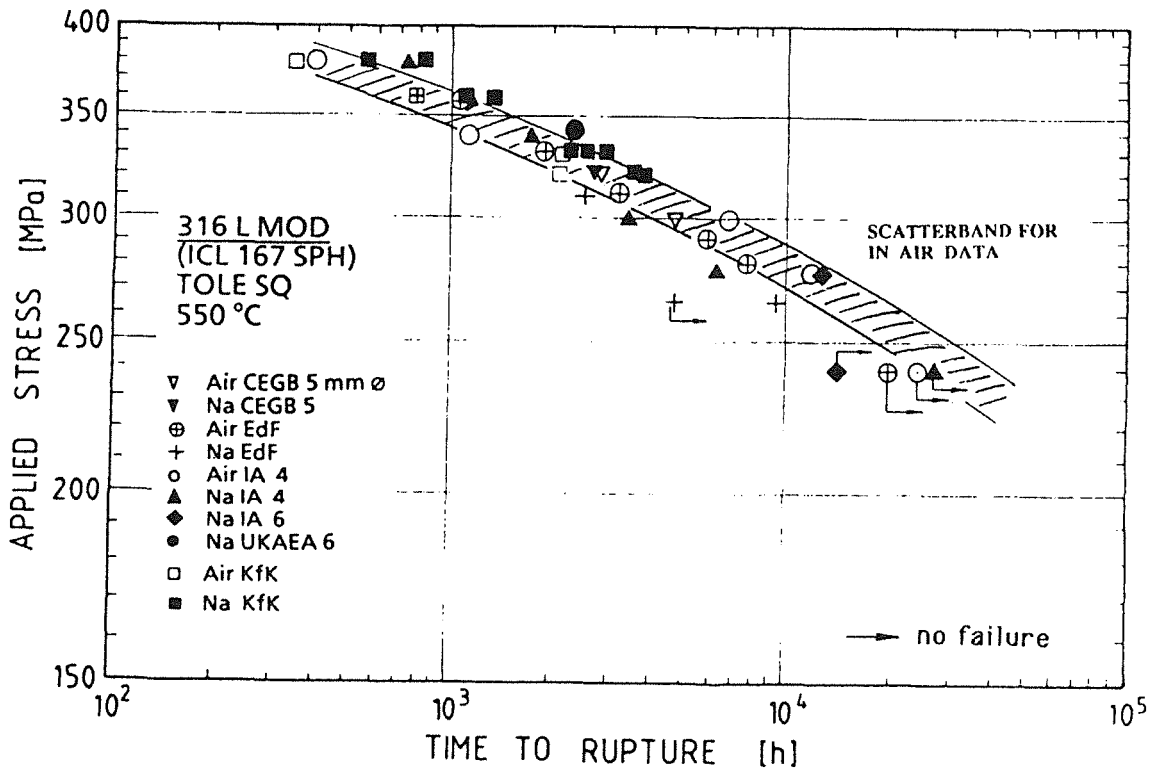 400
350
300
250
200
150
APPLIED STRESS [MPa]
316 L MOD
(ICL 167 SPH)
TOLE SQ
550 °C
SCATTERBAND FOR
IN AIR DATA
Air CEGB 5 mm ø
Na CEGB 5
Air EdF
Na EdF
Air IA 4
Na IA 4
Na IA 6
Na UKAEA 6
Air KfK
Na KfK
no failure
10² 10³ 10⁴ 10⁵
TIME TO RUPTURE [h]